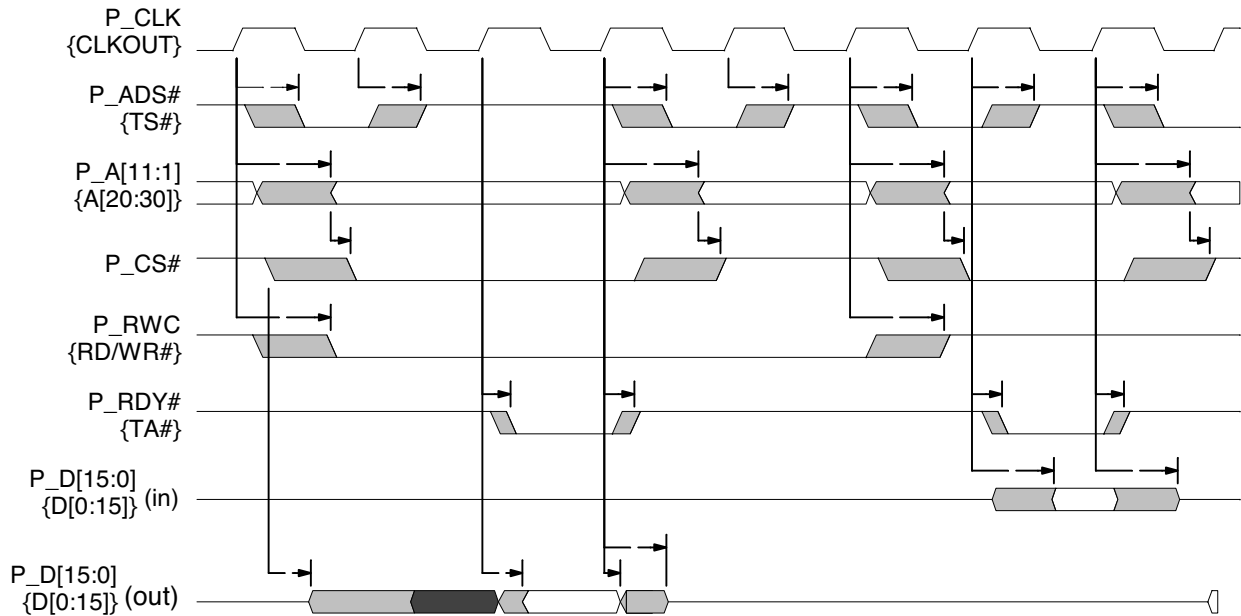 P_CLK
{CLKOUT}
P_ADS#
{TS#}
P_A[11:1]
{A[20:30]}
P_CS#
P_RWC
{RD/WR#}
P_RDY#
{TA#}
P_D[15:0]
{D[0:15]} (in)
P_D[15:0]
{D[0:15]} (out)